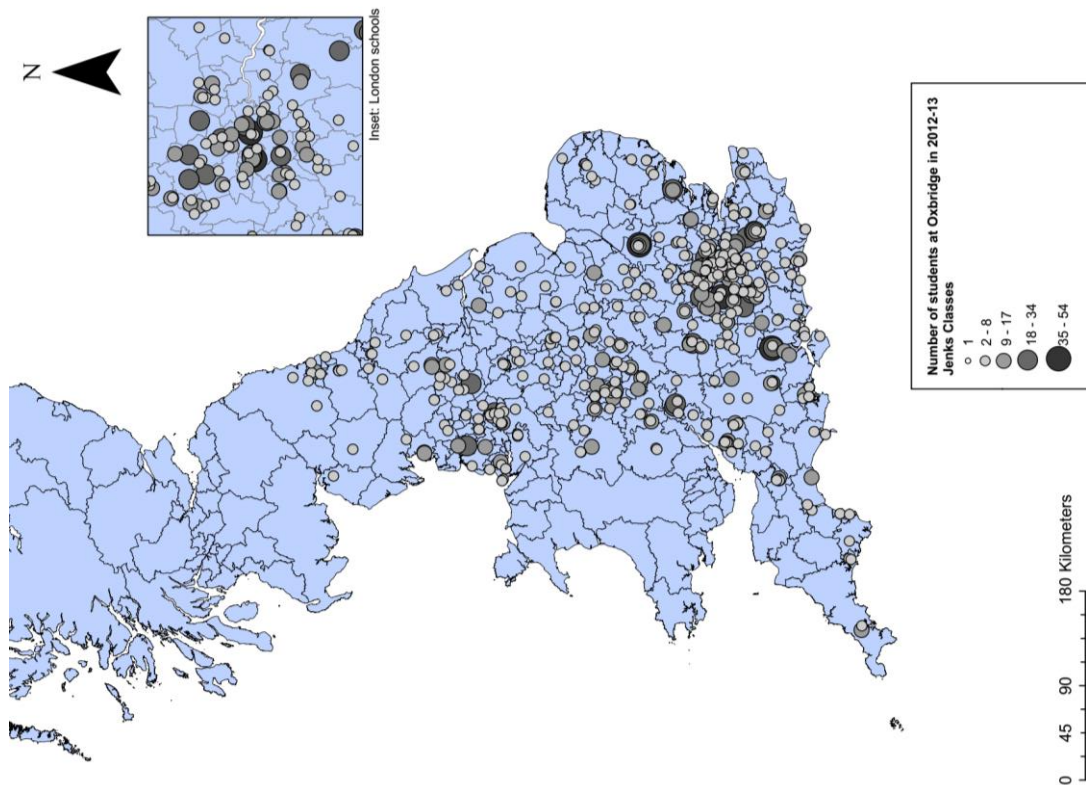 N
Inset: London schools
Number of students at Oxbridge in 2012-13
Jenks Classes
1
2 - 8
9 - 17
18 - 34
35 - 54
0 45 90 180 Kilometers